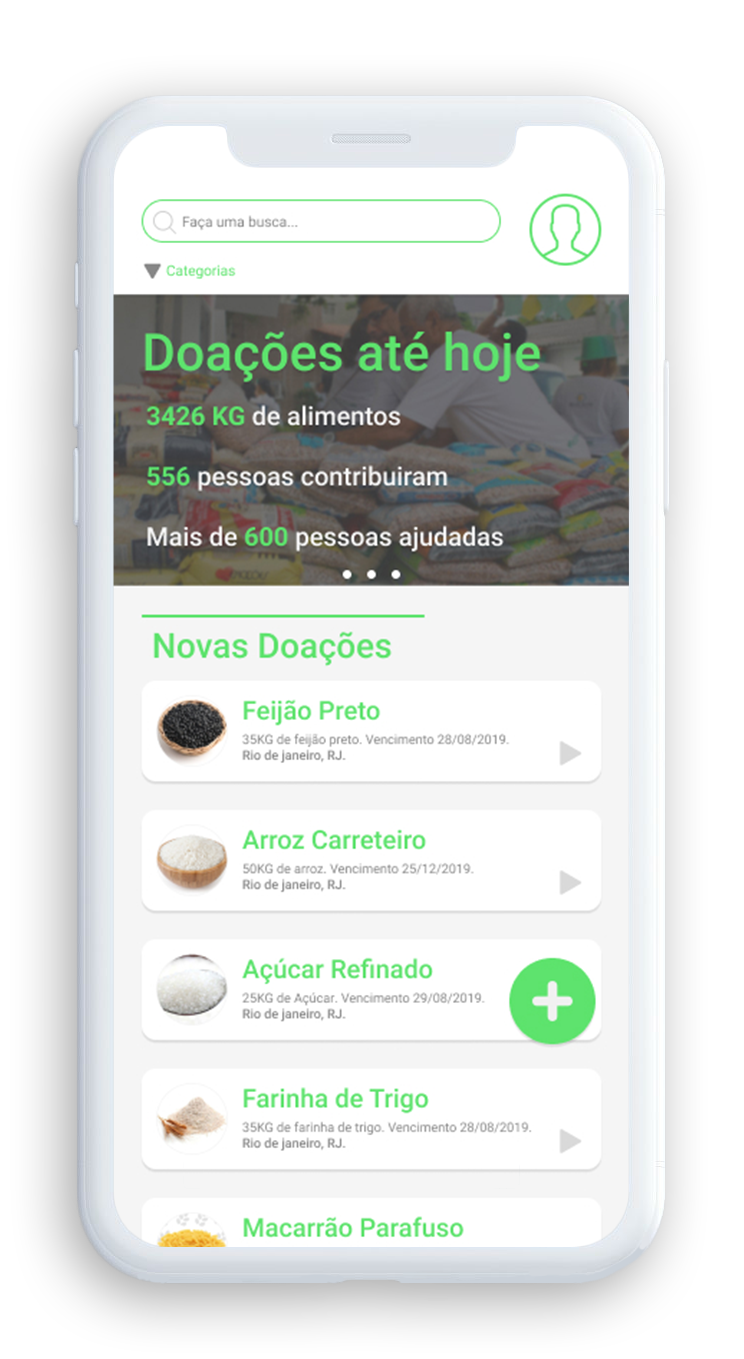 Faça uma busca...
Categorias
Doações até hoje
3426 KG de alimentos
556 pessoas contribuiram
Mais de 600 pessoas ajudadas
Novas Doações
Feijão Preto
35KG de feijão preto. Vencimento 28/08/2019.
Rio de janeiro, RJ.
Arroz Carreteiro
50KG de arroz. Vencimento 25/12/2019.
Rio de janeiro, RJ.
Açúcar Refinado
25KG de Açúcar. Vencimento 29/08/2019.
Rio de janeiro, RJ.
Farinha de Trigo
35KG de farinha de trigo. Vencimento 28/08/2019.
Rio de janeiro, RJ.
Macarrão Parafuso